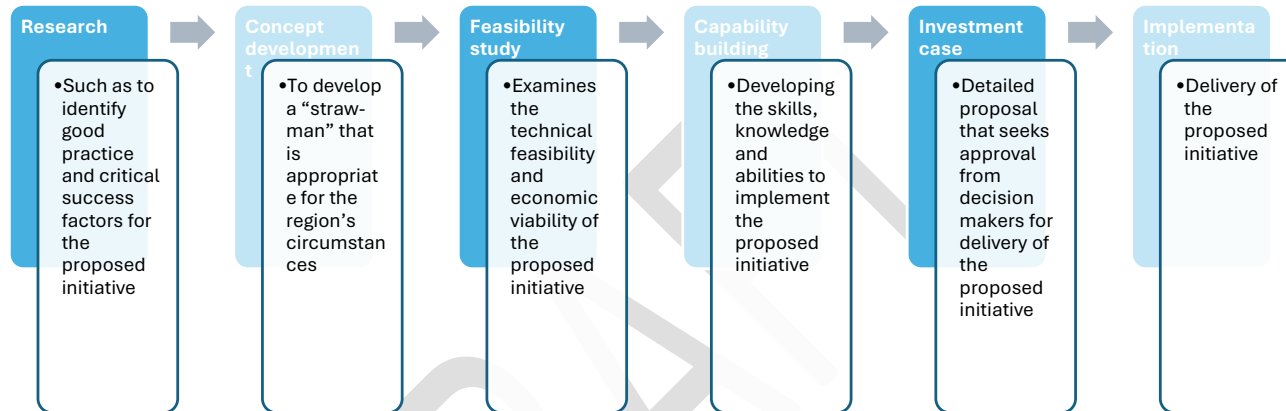 Research
•Such as to
identify
good
practice
and critical
success
factors for
the
proposed
initiative
Concept
developmen
t
•To develop
a “straw-
man” that
is
appropriat
e for the
region’s
circumstan
ces
Feasibility
study
•Examines
the
technical
feasibility
and
economic
viability of
the
proposed
initiative
Capability
building
•Developing
the skills,
knowledge
and
abilities to
implement
the
proposed
initiative
Investment
case
•Detailed
proposal
that seeks
approval
from
decision
makers for
delivery of
the
proposed
initiative
Implementa
tion
•Delivery of
the
proposed
initiative
DRAFT